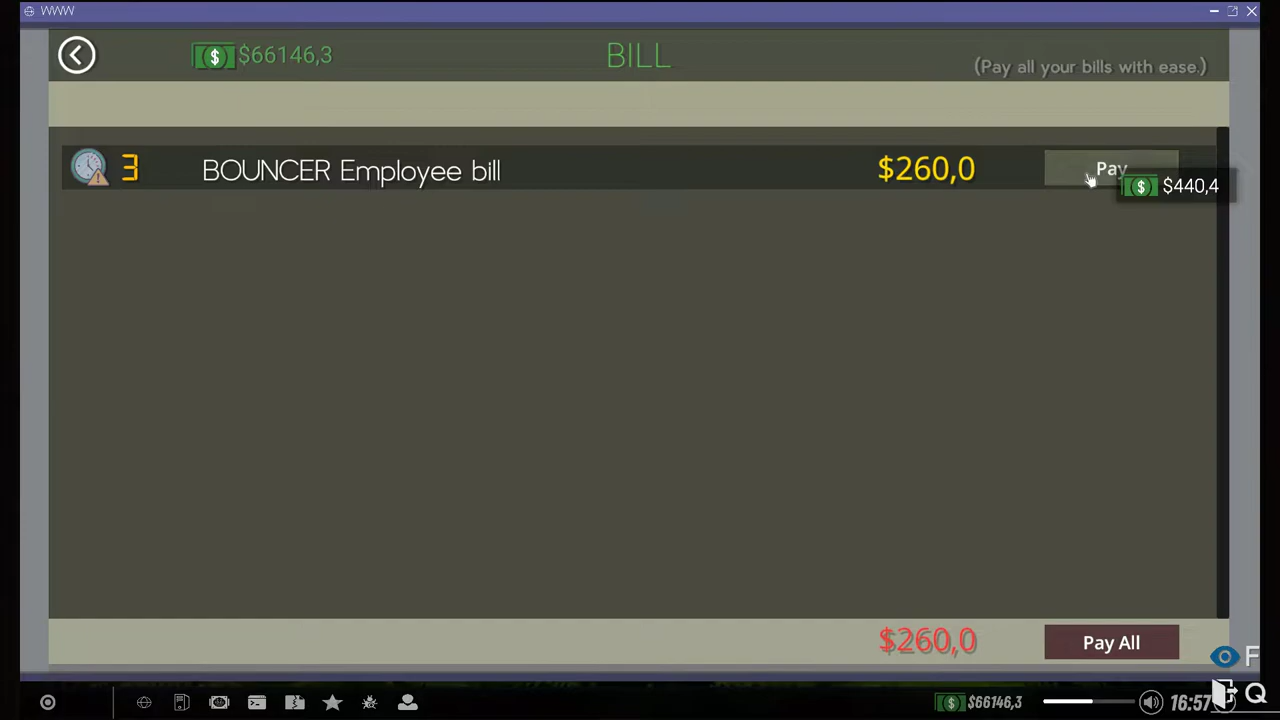 WWW
$66146,3
BILL
(Pay all your bills with ease.)
3
BOUNCER Employee bill
$260,0
Pay
$440,4
$260,0
Pay All
F
$66146,3
16:57
Q